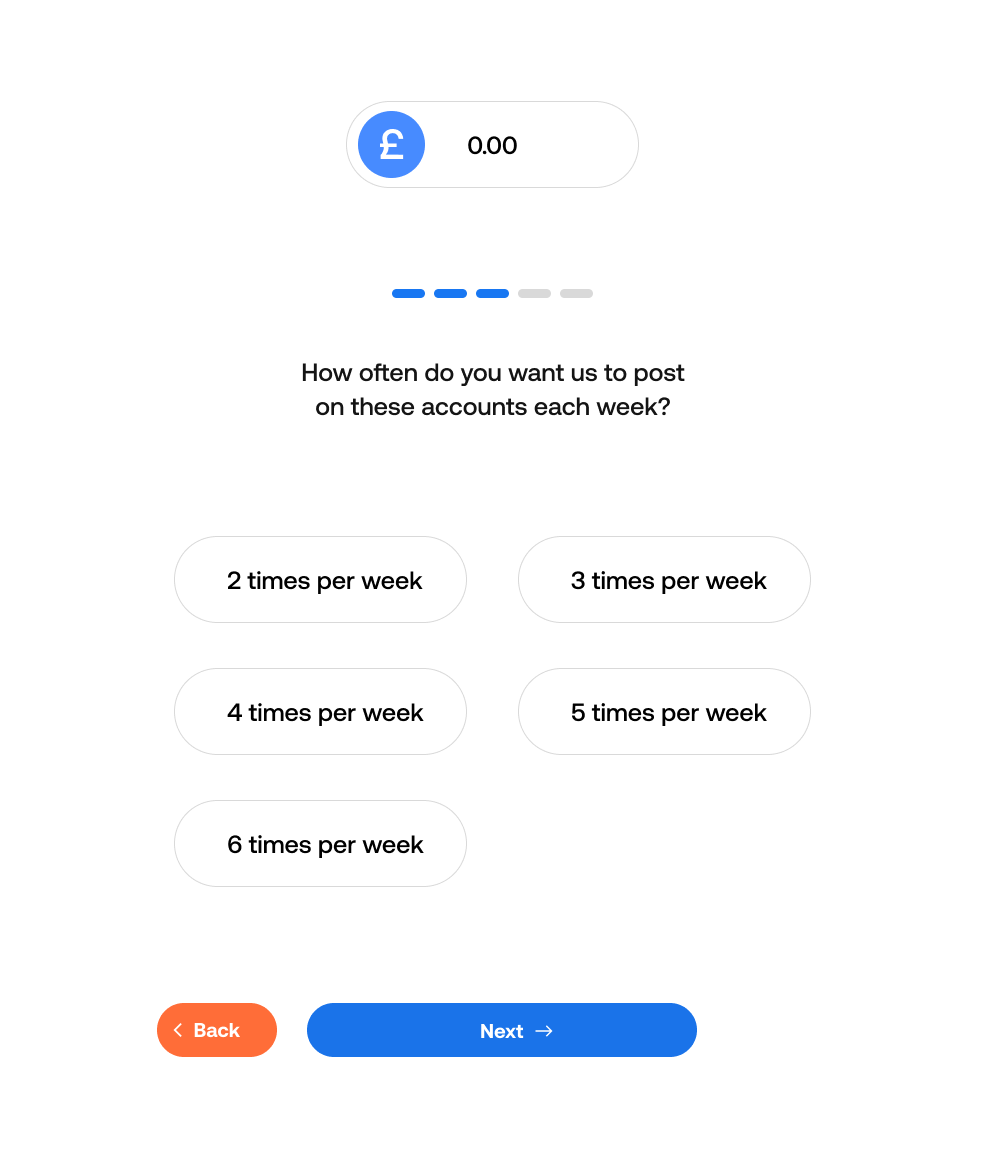 £ 0.00
How often do you want us to post
on these accounts each week?
2 times per week
3 times per week
4 times per week
5 times per week
6 times per week
Back
Next